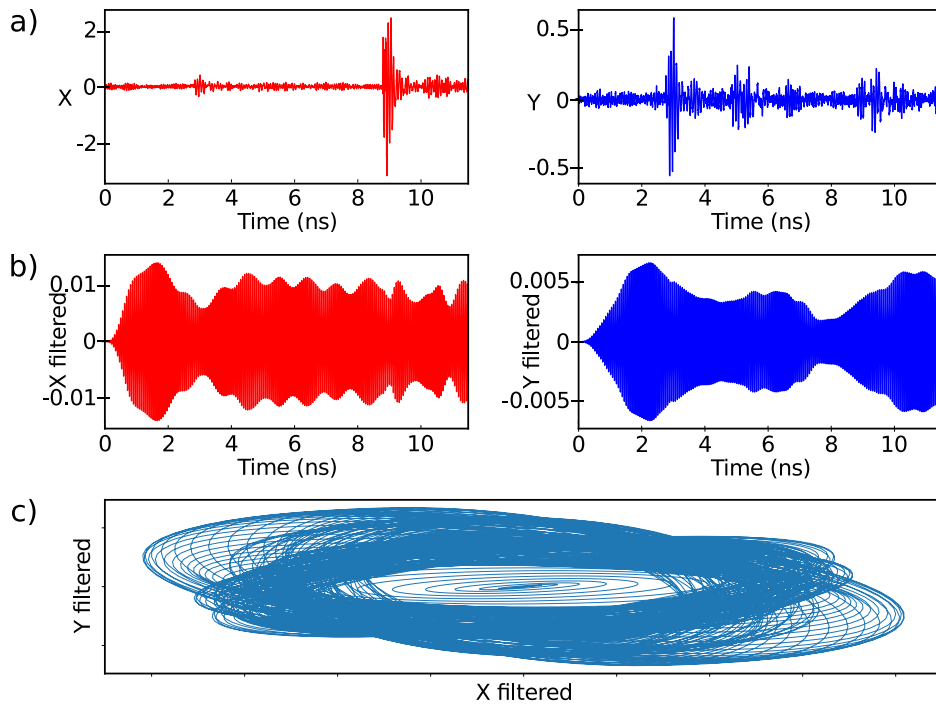 a)
2
0
-2
X
0 2 4 6 8 10
Time (ns)
0.5
0
-0.5
Y
0 2 4 6 8 10
Time (ns)
b)
0.01
0
-0.01
X filtered
0 2 4 6 8 10
Time (ns)
0.005
0
-0.005
Y filtered
0 2 4 6 8 10
Time (ns)
c)
Y filtered
X filtered